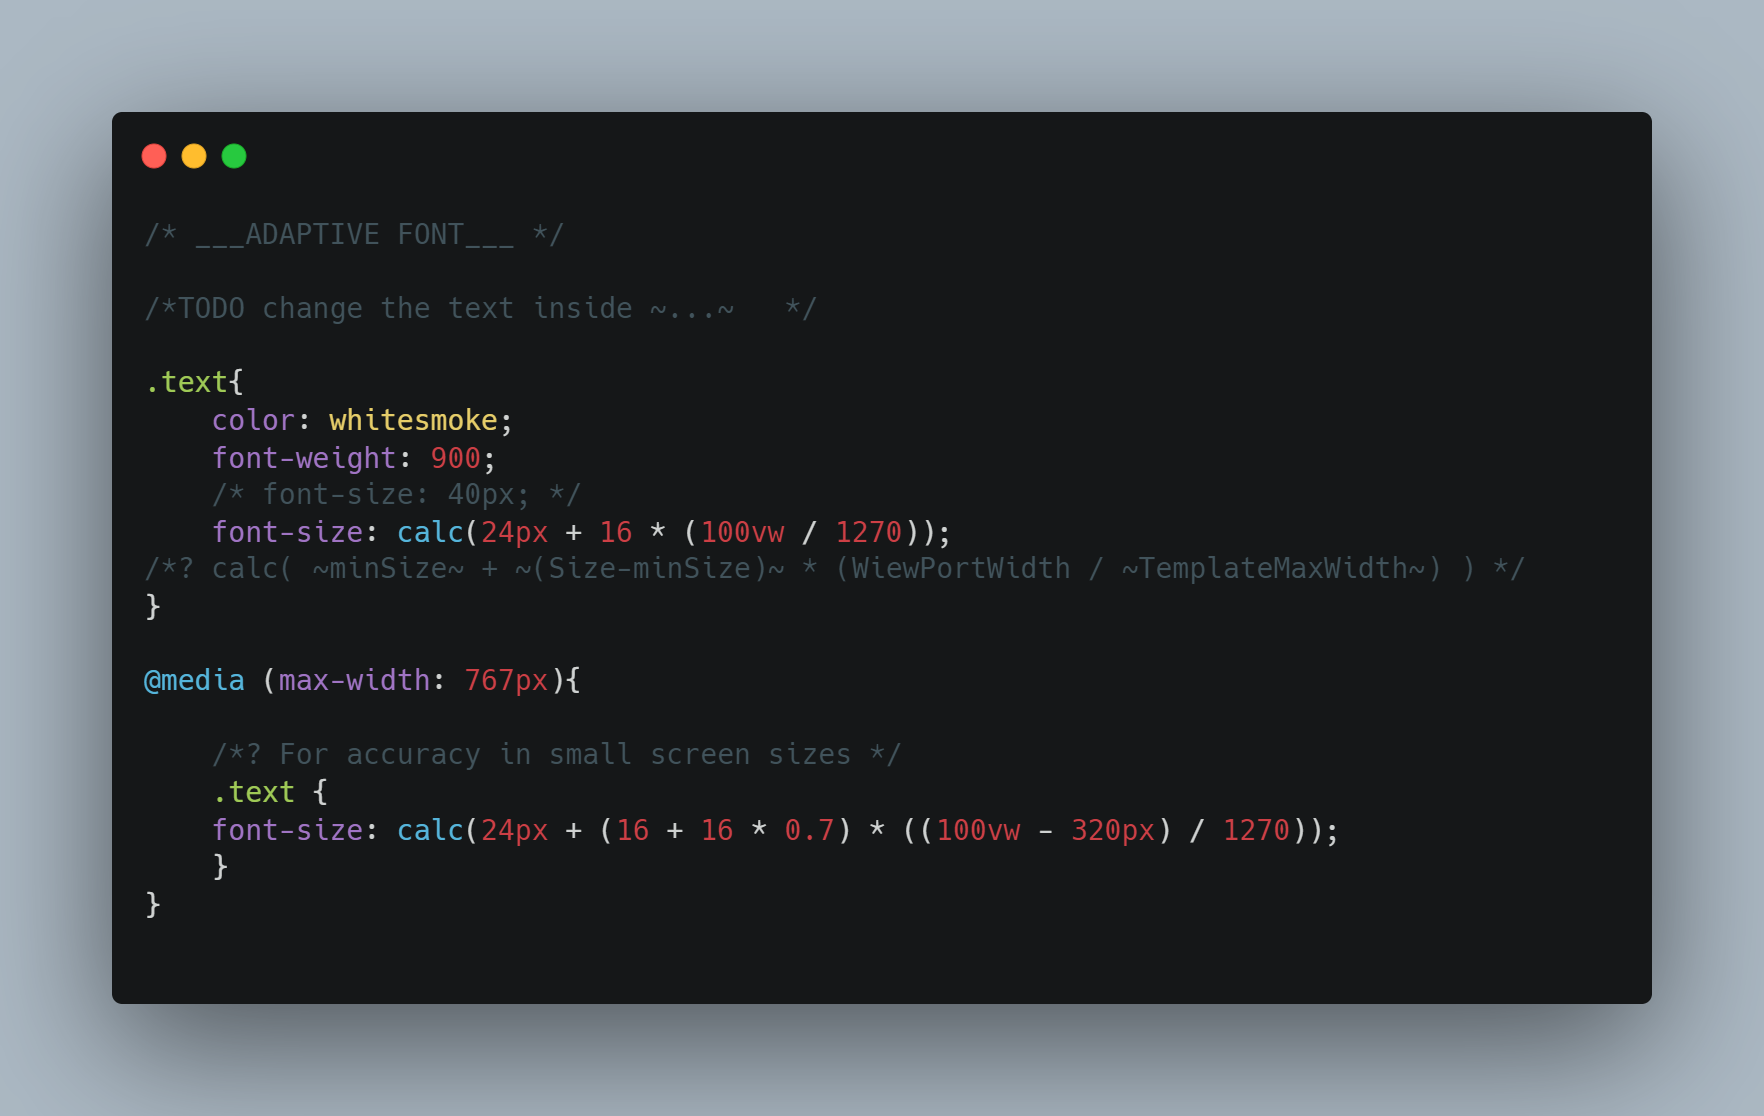 /* ___ADAPTIVE FONT___ */
/*TODO change the text inside ~...~   */
.text{
    color: whitesmoke;
    font-weight: 900;
    /* font-size: 40px; */
    font-size: calc(24px + 16 * (100vw / 1270));
/*? calc( ~minSize~ + ~(Size-minSize)~ * (WiewPortWidth / ~TemplateMaxWidth~) ) */
}
@media (max-width: 767px){
    /*? For accuracy in small screen sizes */
    .text {
    font-size: calc(24px + (16 + 16 * 0.7) * ((100vw - 320px) / 1270));
    }
}